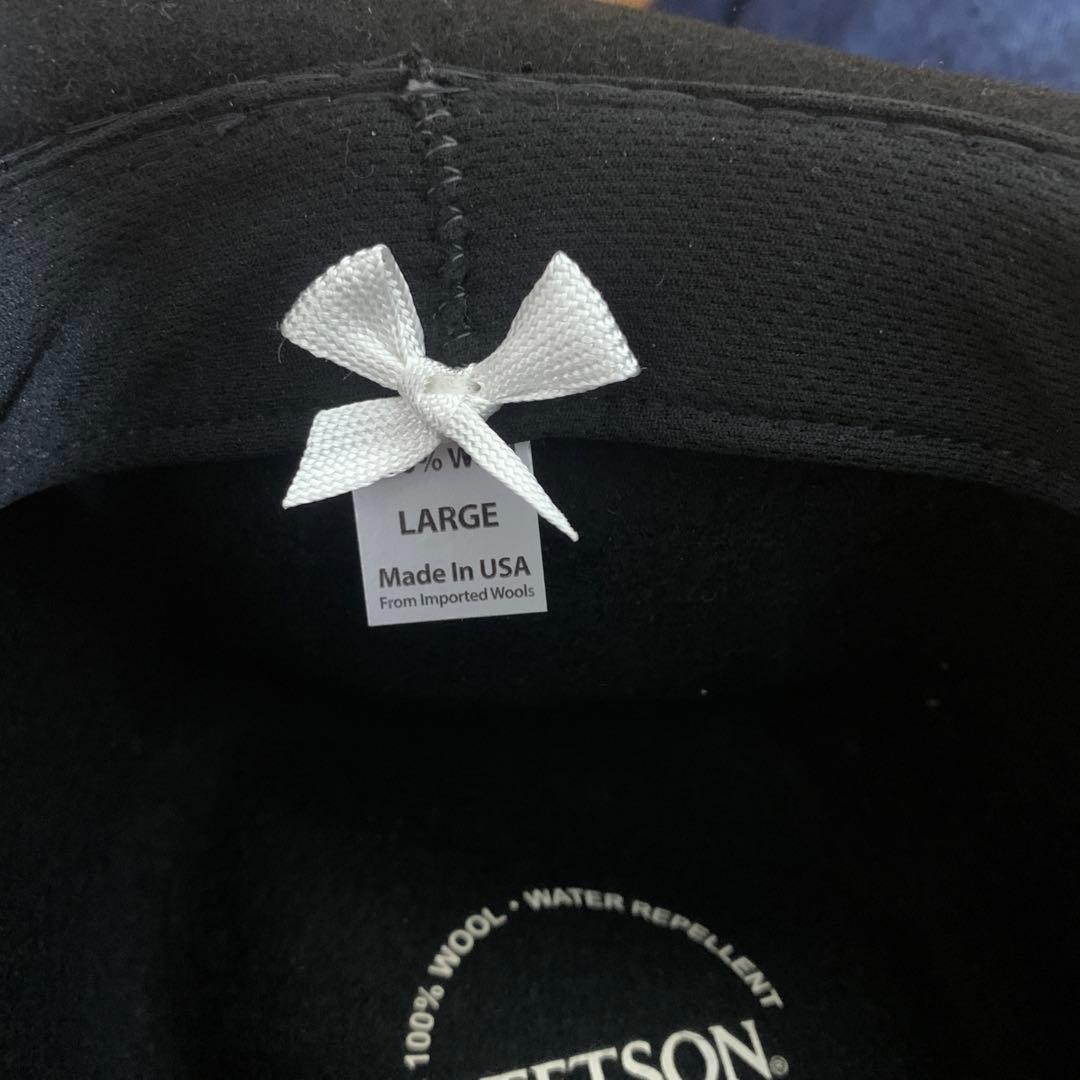 LARGE
Made In USA
From Imported Wools
100% WOOL • WATER REPELLENT